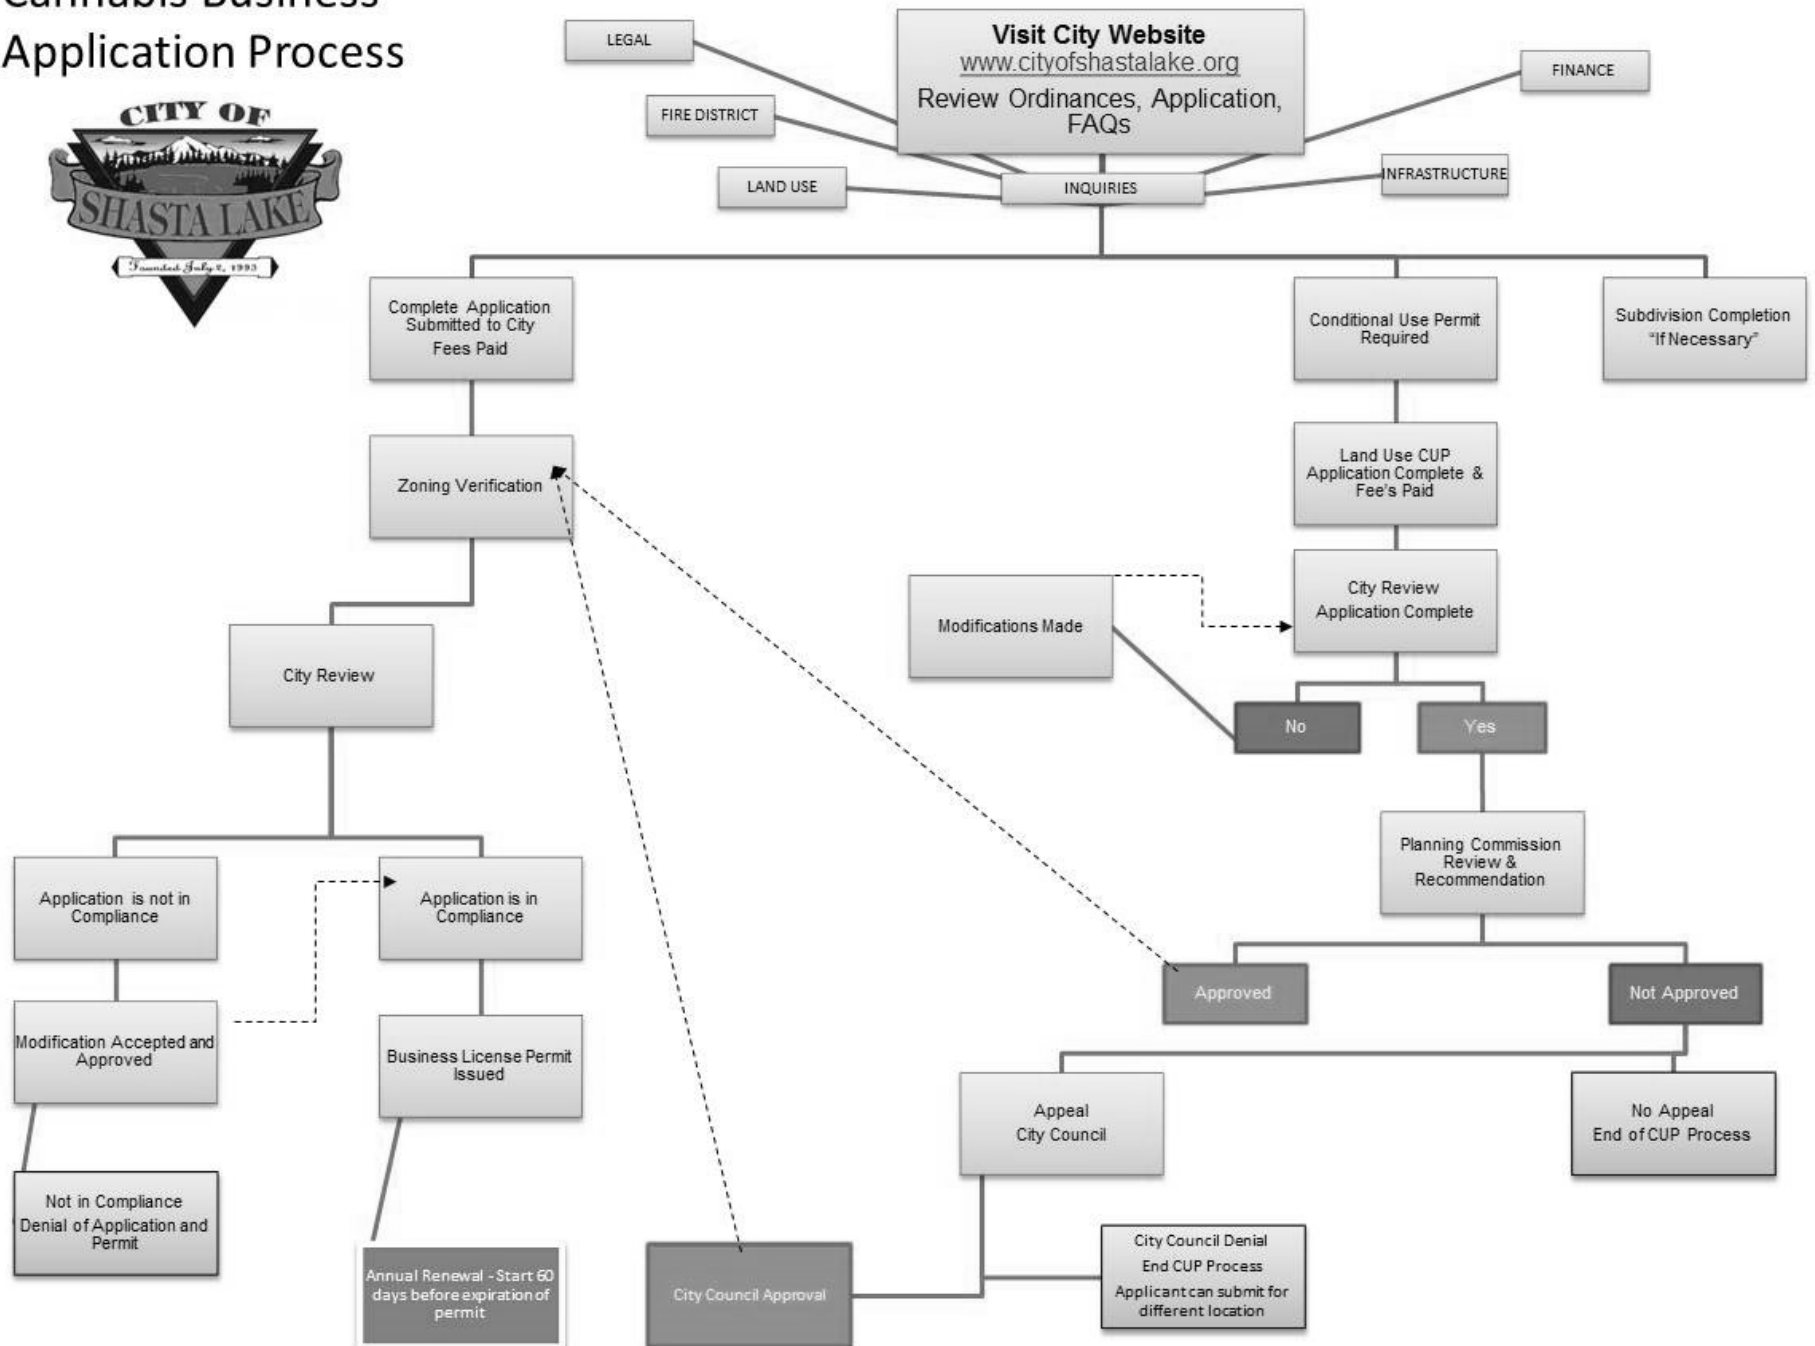 Cannabis Business
Application Process
CITY OF
SHASTA LAKE
Founded July 2, 1993
LEGAL
FIRE DISTRICT
LAND USE
Visit City Website
www.cityofshastalake.org
Review Ordinances, Application,
FAQs
INQUIRIES
FINANCE
INFRASTRUCTURE
Complete Application
Submitted to City
Fees Paid
Conditional Use Permit
Required
Subdivision Completion
"If Necessary"
Zoning Verification
Land Use CUP
Application Complete &
Fee's Paid
City Review
Application Complete
Modifications Made
City Review
No
Yes
Planning Commission
Review &
Recommendation
Application is not in
Compliance
Application is in
Compliance
Approved
Not Approved
Modification Accepted and
Approved
Business License Permit
Issued
Appeal
City Council
No Appeal
End of CUP Process
Not in Compliance
Denial of Application and
Permit
Annual Renewal - Start 60
days before expiration of
permit
City Council Approval
City Council Denial
End CUP Process
Applicant can submit for
different location